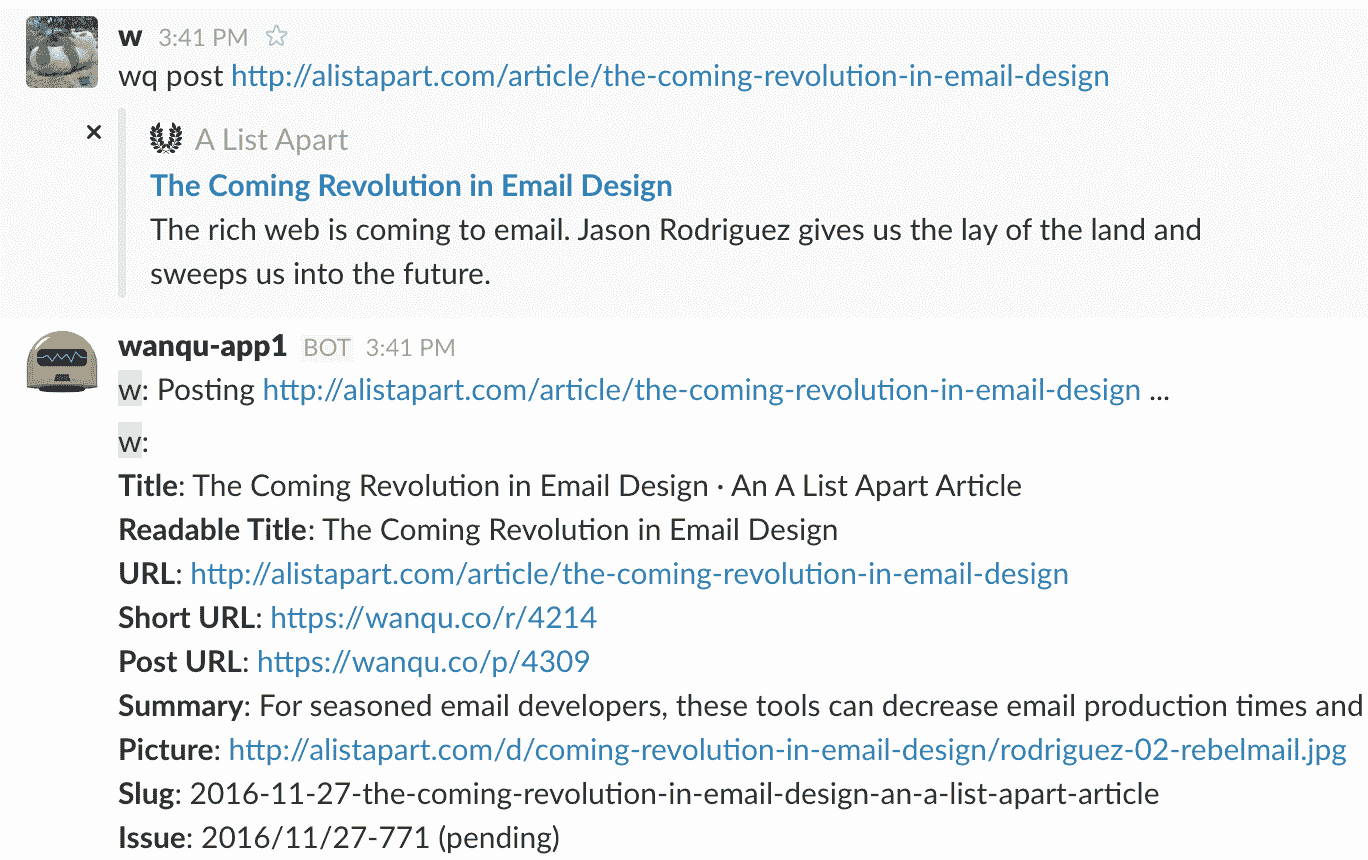 w 3:41 PM
wq post http://alistapart.com/article/the-coming-revolution-in-email-design
A List Apart
The Coming Revolution in Email Design
The rich web is coming to email. Jason Rodriguez gives us the lay of the land and
sweeps us into the future.
wanqu-app1 BOT 3:41 PM
w: Posting http://alistapart.com/article/the-coming-revolution-in-email-design ...
w:
Title: The Coming Revolution in Email Design · An A List Apart Article
Readable Title: The Coming Revolution in Email Design
URL: http://alistapart.com/article/the-coming-revolution-in-email-design
Short URL: https://wanqu.co/r/4214
Post URL: https://wanqu.co/p/4309
Summary: For seasoned email developers, these tools can decrease email production times and
Picture: http://alistapart.com/d/coming-revolution-in-email-design/rodriguez-02-rebelmail.jpg
Slug: 2016-11-27-the-coming-revolution-in-email-design-an-a-list-apart-article
Issue: 2016/11/27-771 (pending)